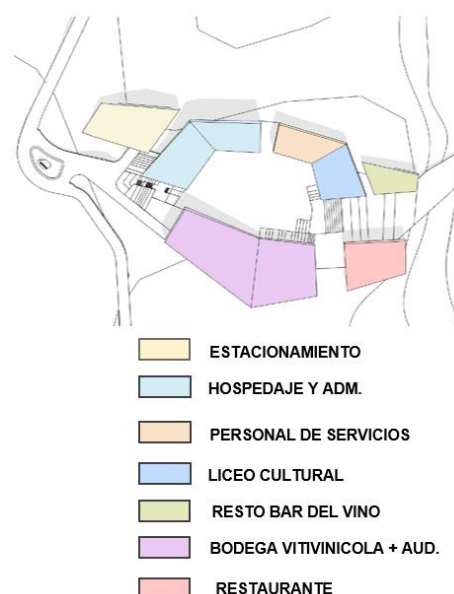 ESTACIONAMIENTO
HOSPEDAJE Y ADM.
PERSONAL DE SERVICIOS
LICEO CULTURAL
RESTO BAR DEL VINO
BODEGA VITIVINICOLA + AUD.
RESTAURANTE